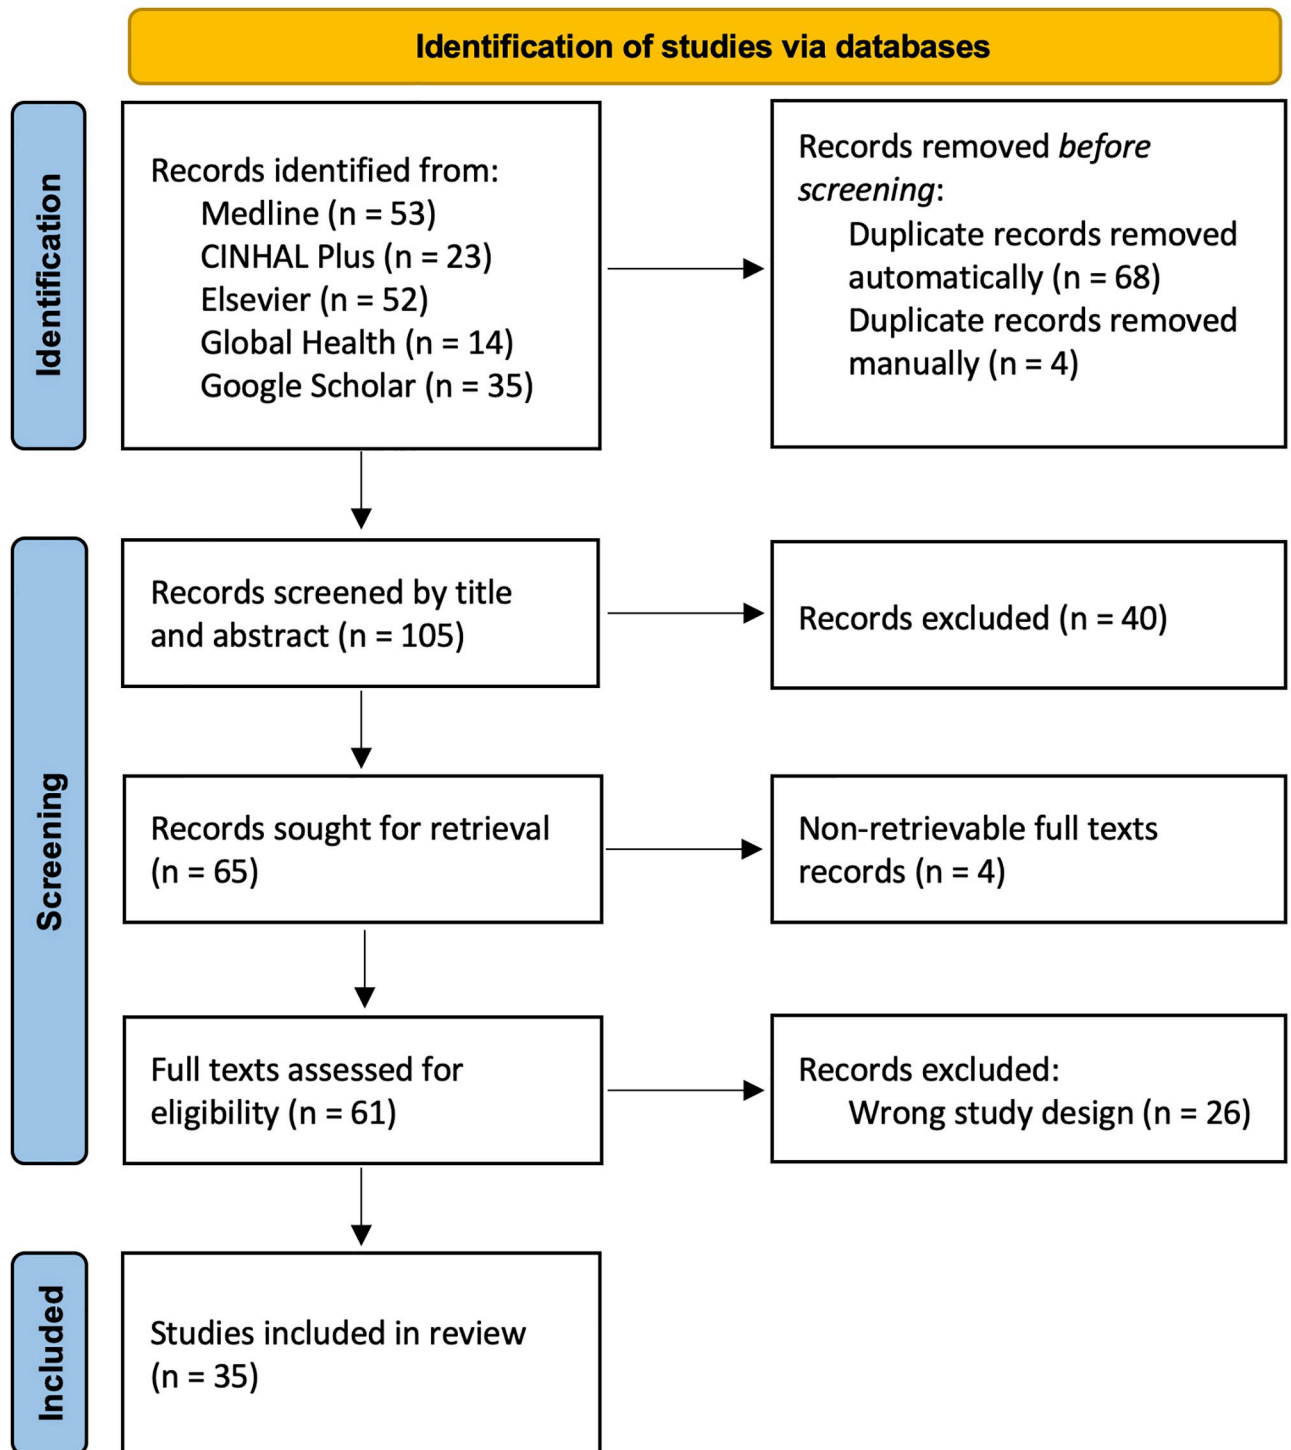 Identification of studies via databases
Identification
Records identified from:
Medline (n = 53)
CINHAL Plus (n = 23)
Elsevier (n = 52)
Global Health (n = 14)
Google Scholar (n = 35)
Records removed before
screening:
Duplicate records removed
automatically (n = 68)
Duplicate records removed
manually (n = 4)
Screening
Records screened by title
and abstract (n = 105)
Records excluded (n = 40)
Records sought for retrieval
(n = 65)
Non-retrievable full texts
records (n = 4)
Full texts assessed for
eligibility (n = 61)
Records excluded:
Wrong study design (n = 26)
Included
Studies included in review
(n = 35)